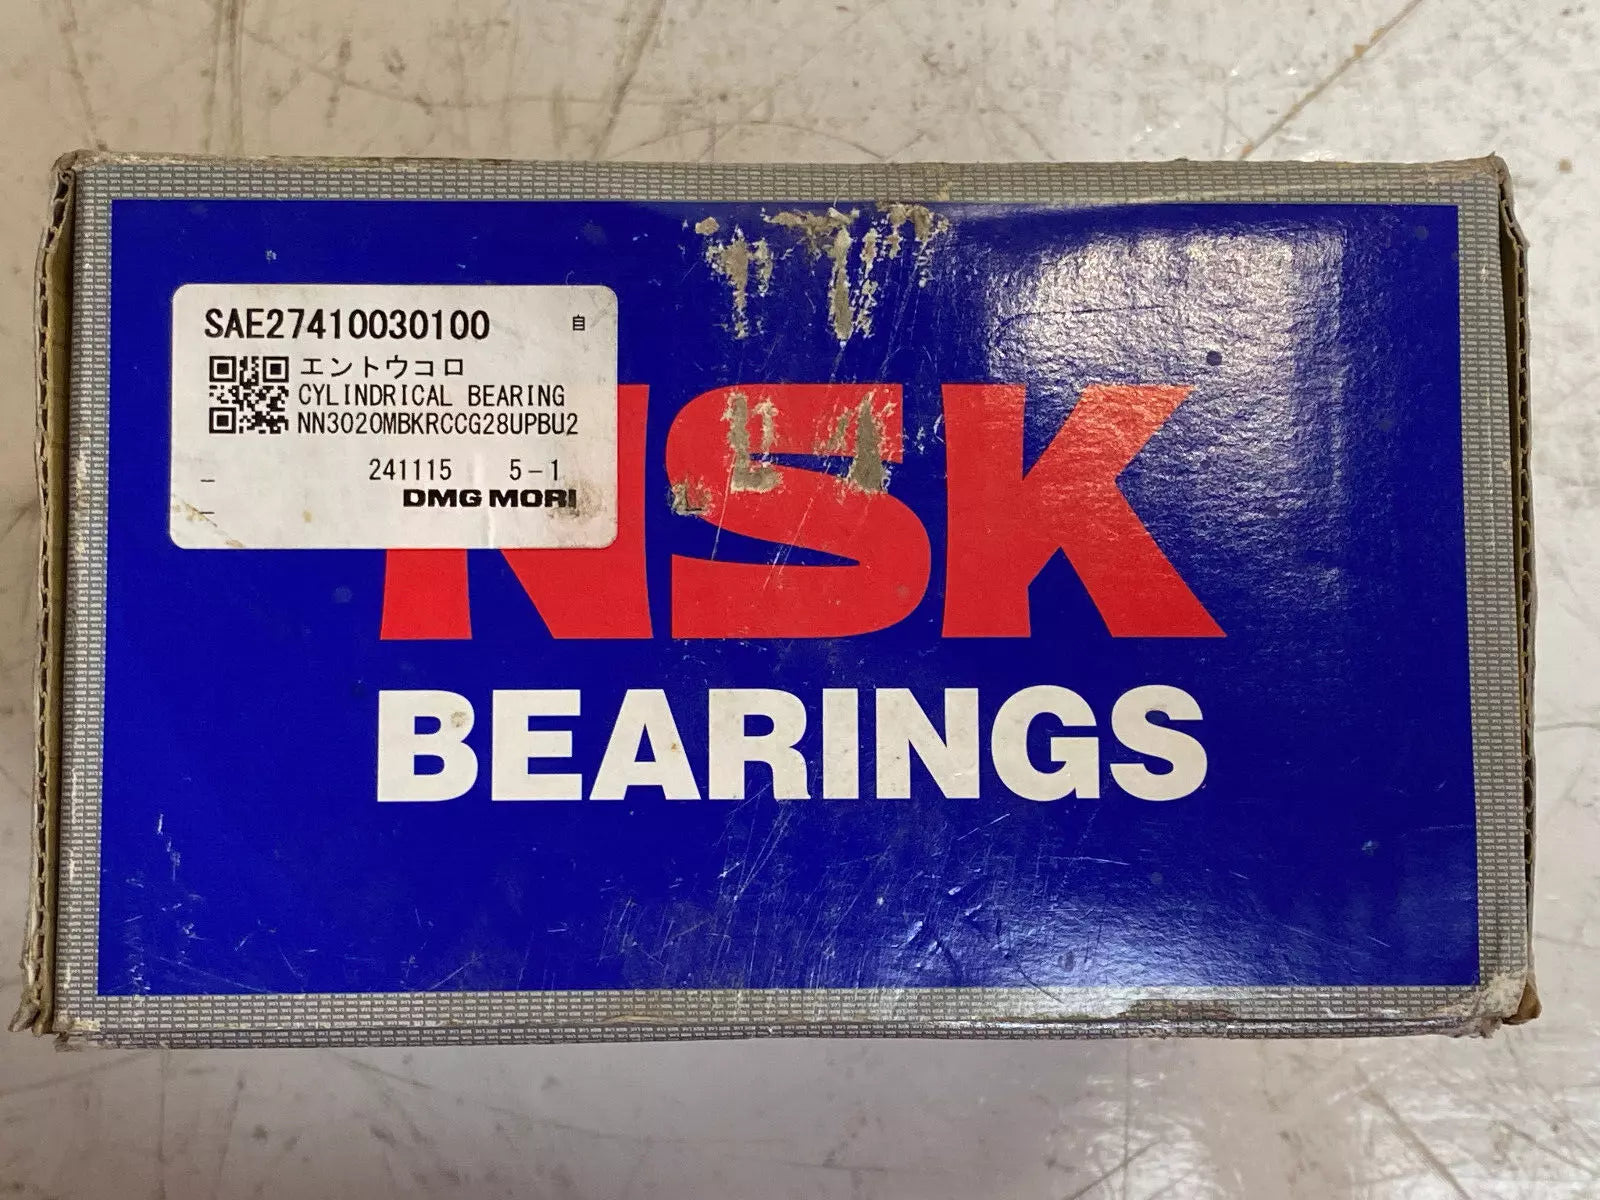 SAE27410030100 自
エントウコロ
CYLINDRICAL BEARING
NN3020MBKRCCG28UPBU2
241115 5-1
DMG MORI
NSK
BEARINGS